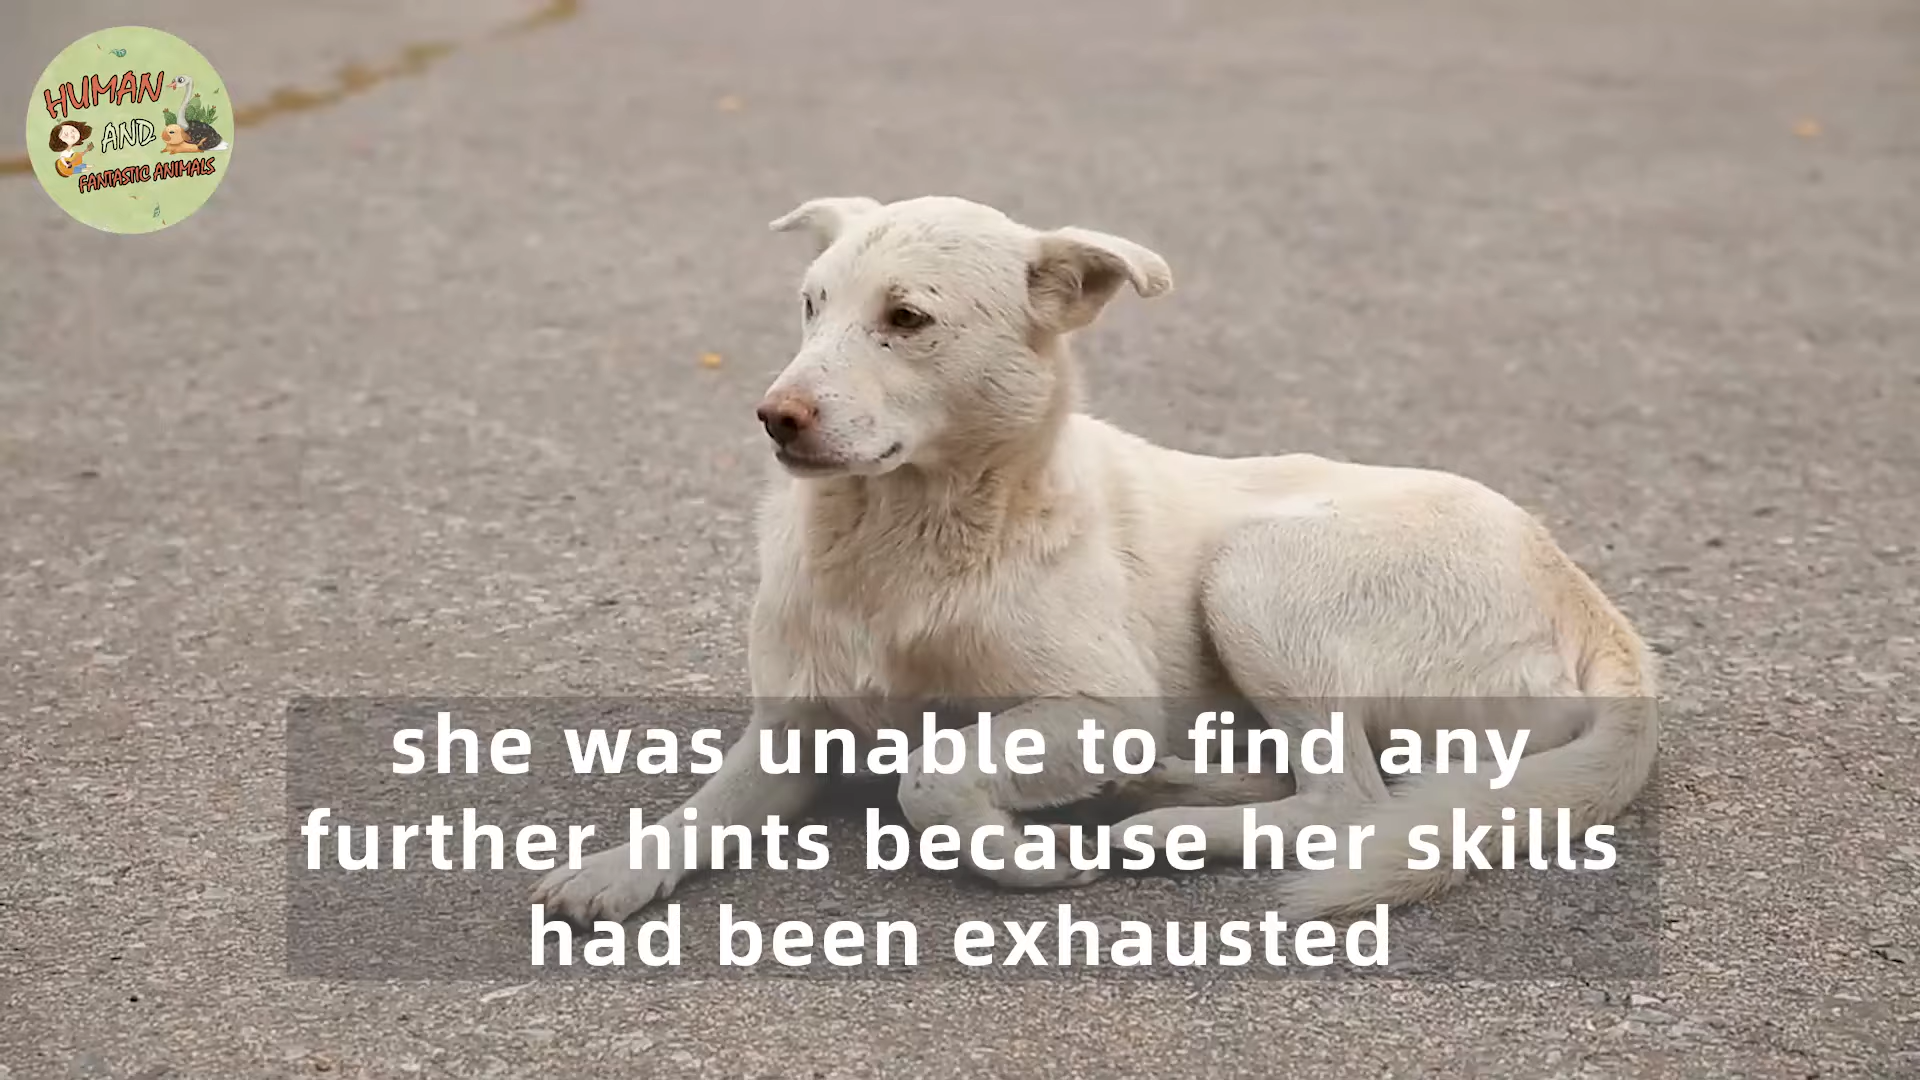 HUMAN
AND
FANTASTIC ANIMALS
she was unable to find any
further hints because her skills
had been exhausted